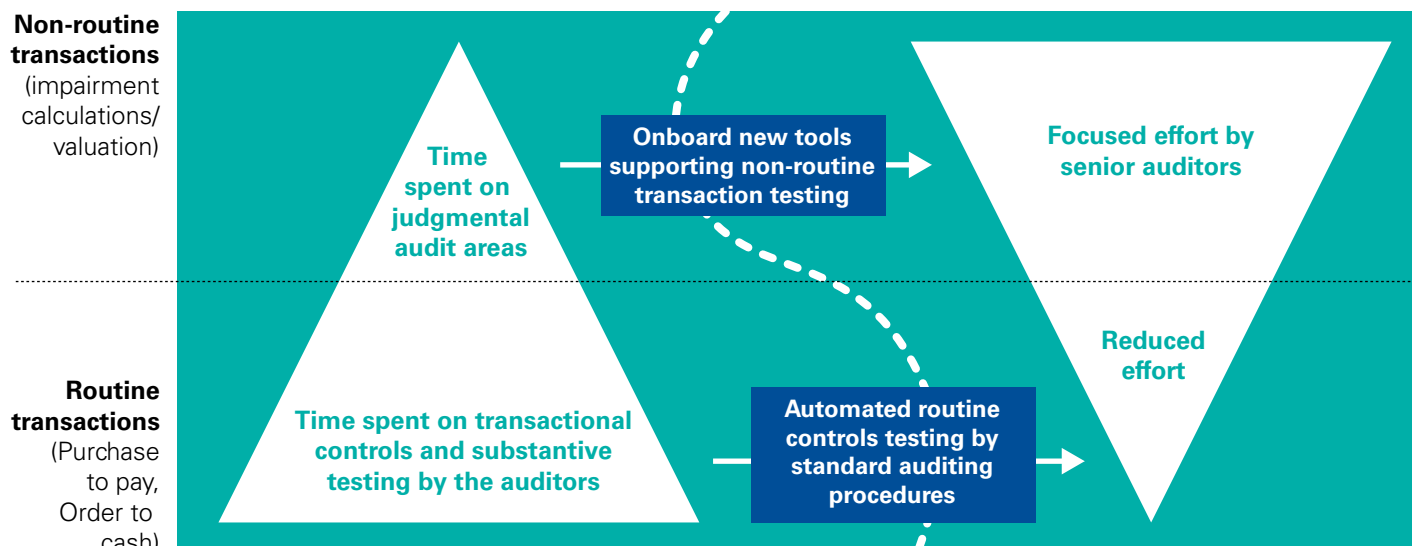 Non-routine
transactions
(impairment
calculations/
valuation)
Time
spent on
judgmental
audit areas
Onboard new tools
supporting non-routine
transaction testing
Focused effort by
senior auditors
Routine
transactions
(Purchase
to pay,
Order to
cash)
Time spent on transactional
controls and substantive
testing by the auditors
Automated routine
controls testing by
standard auditing
procedures
Reduced
effort